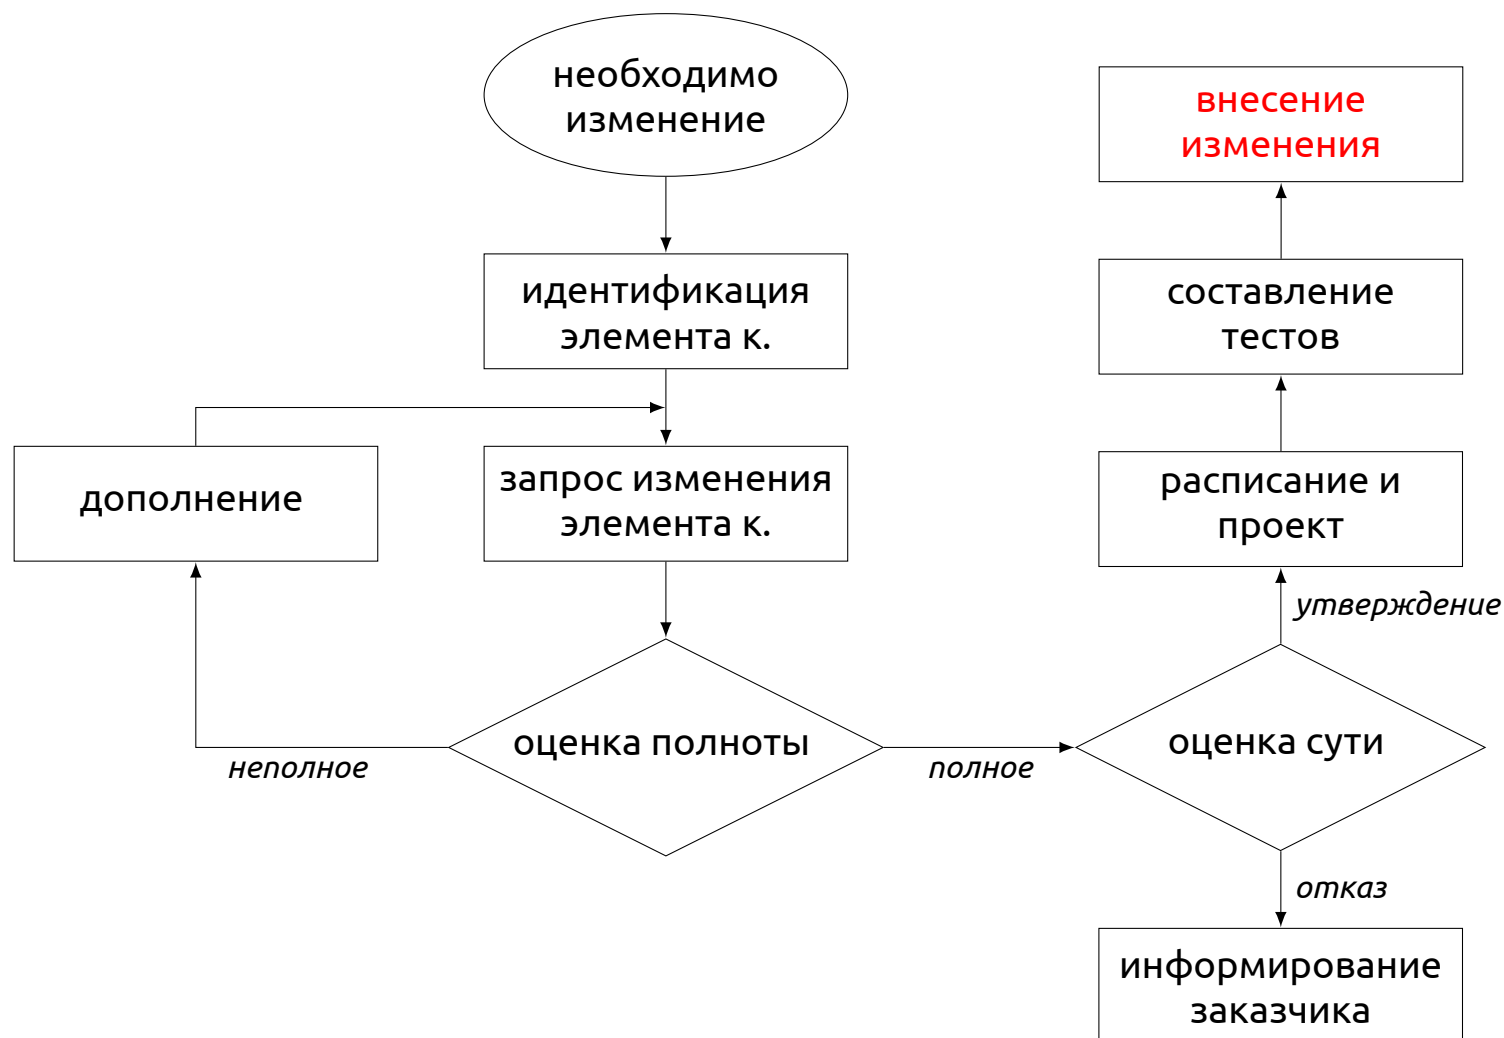 необходимо
изменение
идентификация
элемента к.
дополнение
запрос изменения
элемента к.
оценка полноты
неполное
полное
оценка сути
утверждение
расписание и
проект
составление
тестов
внесение
изменения
отказ
информирование
заказчика